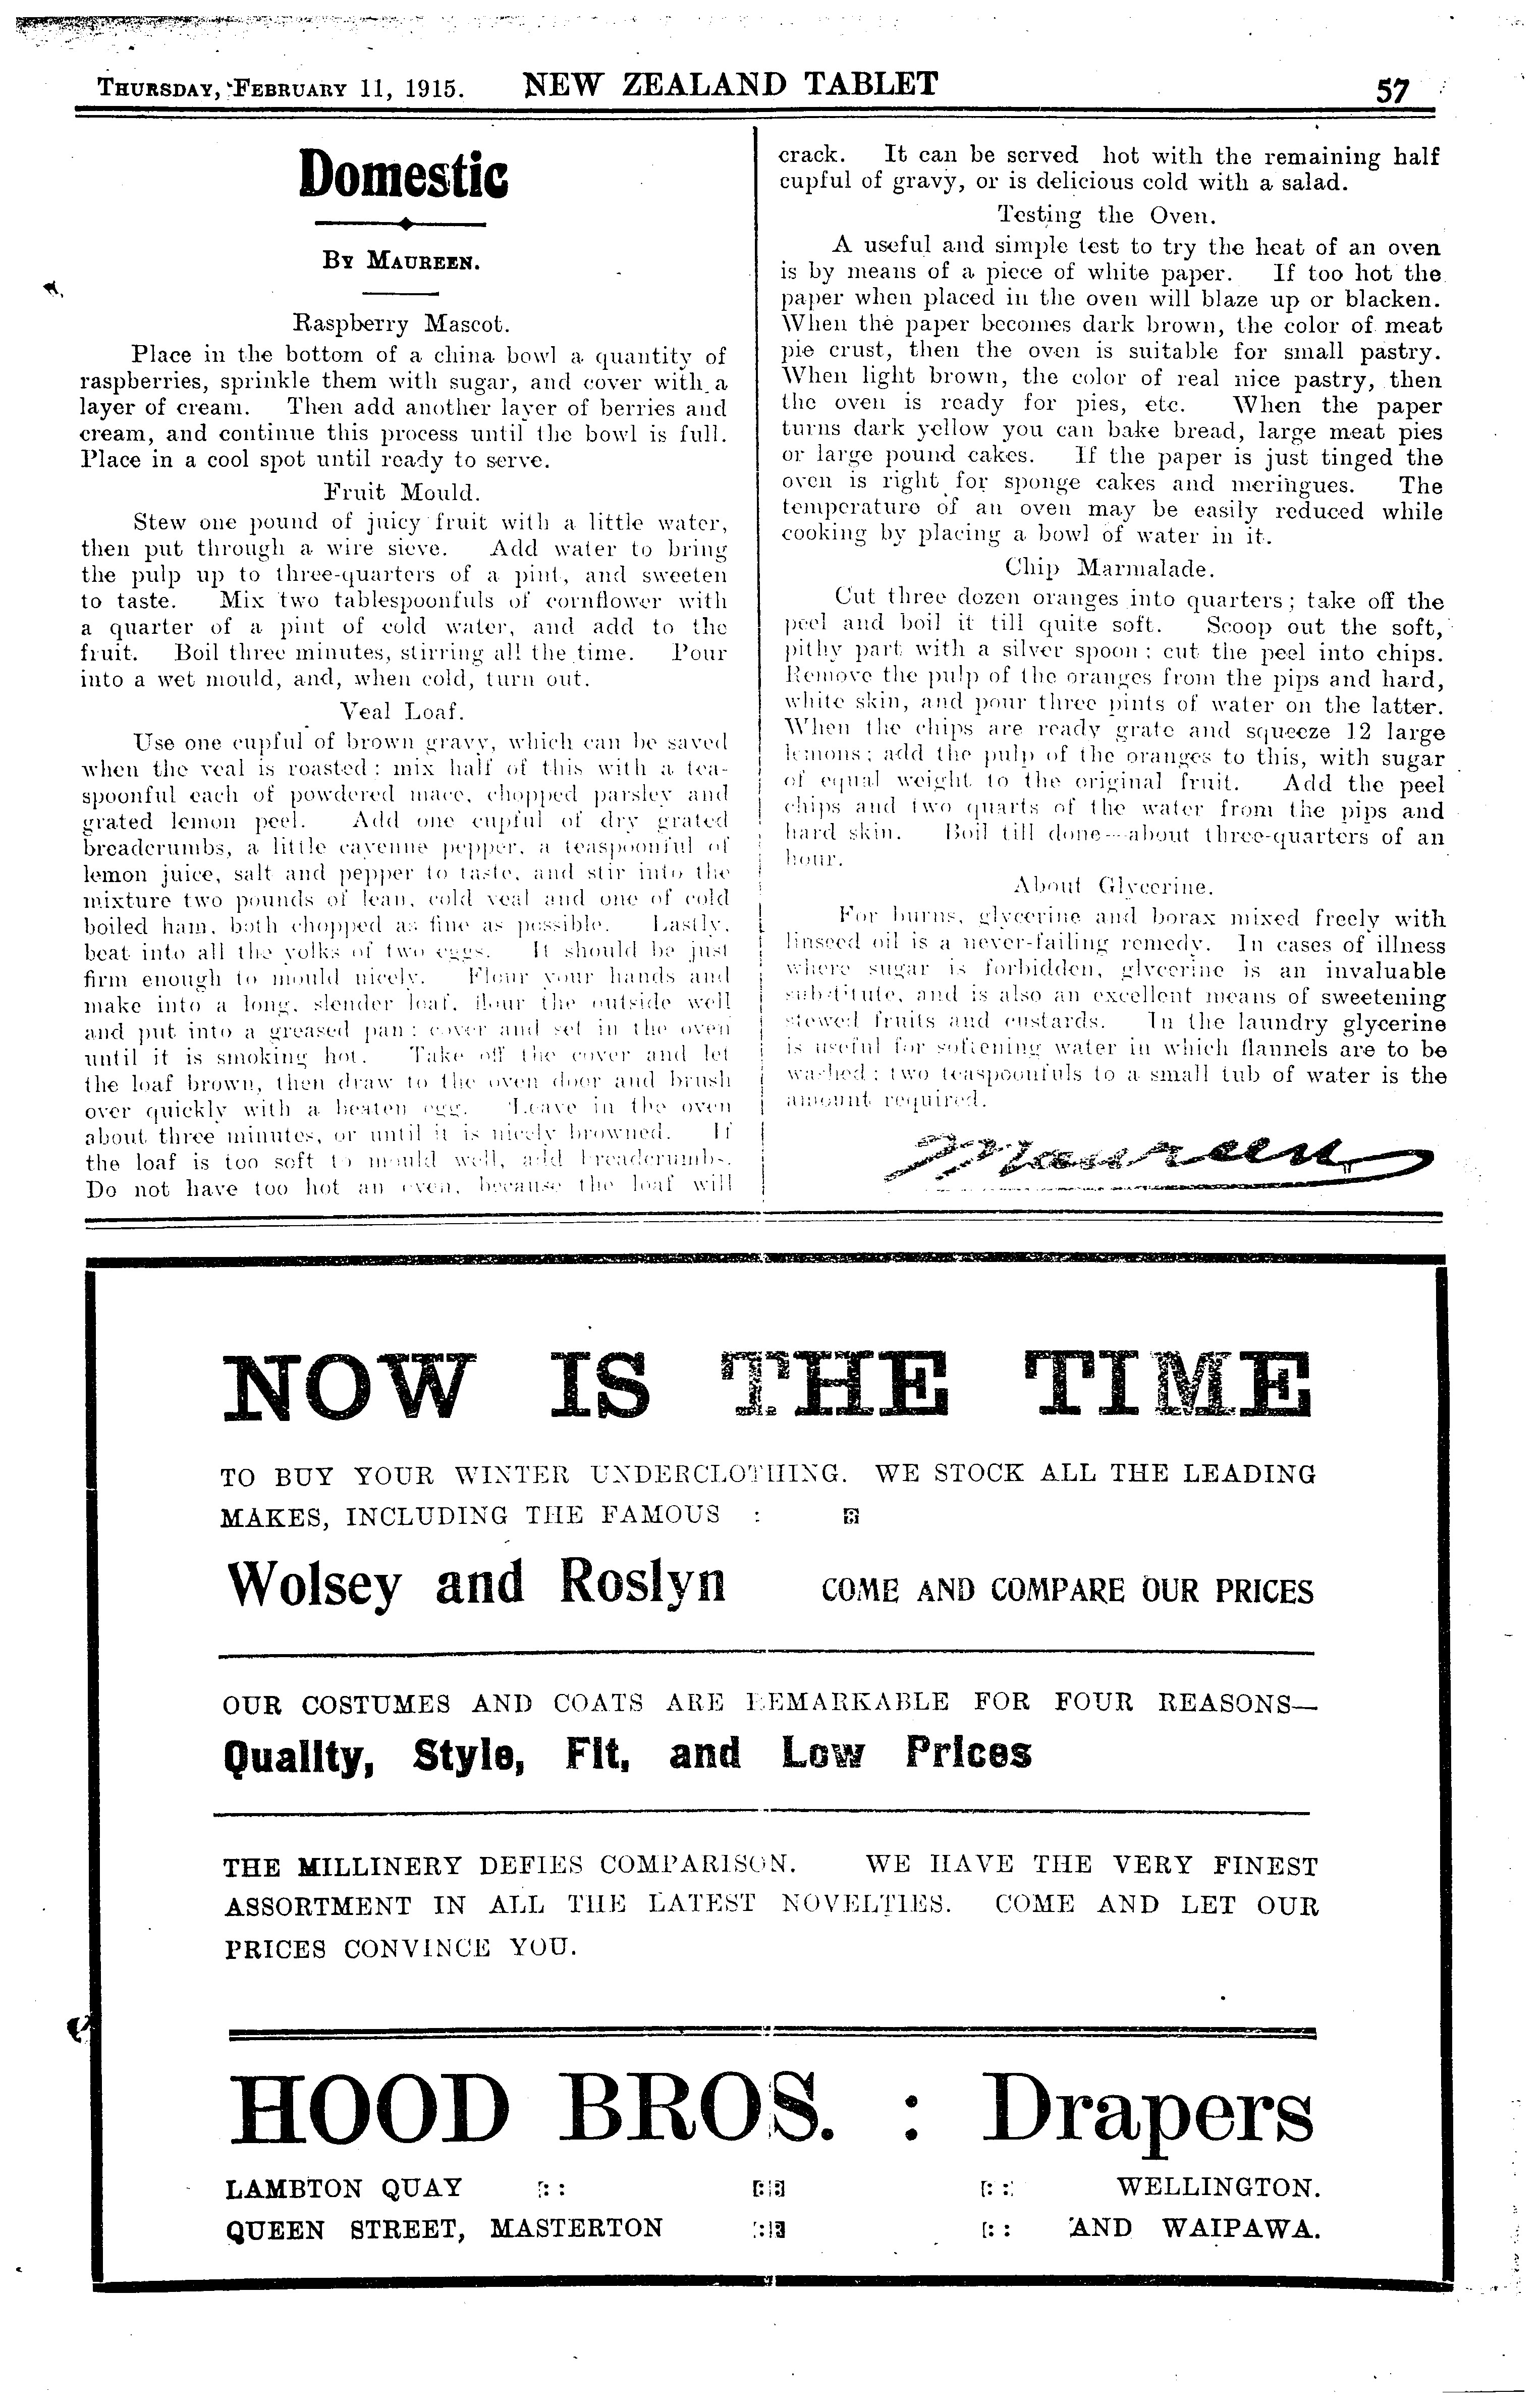 Thursday, February 11, 1915. NEW ZEALAND TABLET 57
Domestic
By Maureen.
Raspberry Mascot.
Place in the bottom of a china bowl a quantity of
raspberries, sprinkle them with sugar, and cover with a
layer of cream. Then add another layer of berries and
cream, and continue this process until the bowl is full.
Place in a cool spot until ready to serve.
Fruit Mould.
Stew one pound of juicy fruit with a little water,
then put through a wire sieve. Add water to bring
the pulp up to three-quarters of a pint, and sweeten
to taste. Mix two tablespoonfuls of cornflower with
a quarter of a pint of cold water, and add to the
fruit. Boil three minutes, stirring all the time. Pour
into a wet mould, and, when cold, turn out.
Veal Loaf.
Use one cupful of brown gravy, which can be saved
when the veal is roasted: mix half of this with a tea-
spoonful each of powdered mace, chopped parsley and
grated lemon peel. Add one cupful of dry grated
breadcrumbs, a little cayenne pepper, a teaspoonful of
lemon juice, salt and pepper to taste, and stir into the
mixture two pounds of lean, cold veal and one of cold
boiled ham, both chopped as fine as possible. Lastly,
beat into all the yolks of two eggs. It should be just
firm enough to mould nicely. Flour your hands and
make into a long, slender loaf, flour the outside well
and put into a greased pan: cover and set in the oven
until it is smoking hot. Take off the cover and let
the loaf brown, then draw to the oven door and brush
over quickly with a beaten egg. Leave in the oven
about three minutes, or until it is nicely browned. If
the loaf is too soft to mould well, add breadcrumbs.
Do not have too hot an oven, because the loaf will
crack. It can be served hot with the remaining half
cupful of gravy, or is delicious cold with a salad.
Testing the Oven.
A useful and simple test to try the heat of an oven
is by means of a piece of white paper. If too hot the
paper when placed in the oven will blaze up or blacken.
When the paper becomes dark brown, the color of meat
pie crust, then the oven is suitable for small pastry.
When light brown, the color of real nice pastry, then
the oven is ready for pies, etc. When the paper
turns dark yellow you can bake bread, large meat pies
or large pound cakes. If the paper is just tinged the
oven is right for sponge cakes and meringues. The
temperature of an oven may be easily reduced while
cooking by placing a bowl of water in it.
Chip Marmalade.
Cut three dozen oranges into quarters; take off the
peel and boil it till quite soft. Scoop out the soft,
pithy part with a silver spoon; cut the peel into chips.
Remove the pulp of the oranges from the pips and hard,
white skin, and pour three pints of water on the latter.
When the chips are ready grate and squeeze 12 large
lemons; add the pulp of the oranges to this, with sugar
of equal weight to the original fruit. Add the peel
chips and two quarts of the water from the pips and
hard skin. Boil till done--about three-quarters of an
hour.
About Glycerine.
For burns, glycerine and borax mixed freely with
linseed oil is a never-failing remedy. In cases of illness
where sugar is forbidden, glycerine is an invaluable
substitute, and is also an excellent means of sweetening
stewed fruits and custards. In the laundry glycerine
is useful for softening water in which flannels are to be
washed; two teaspoonfuls to a small tub of water is the
amount required.
Maureen
NOW IS THE TIME
TO BUY YOUR WINTER UNDERCLOTHING. WE STOCK ALL THE LEADING
MAKES, INCLUDING THE FAMOUS :
Wolsey and Roslyn COME AND COMPARE OUR PRICES
OUR COSTUMES AND COATS ARE REMARKABLE FOR FOUR REASONS—
Quality, Style, Fit, and Low Prices
THE MILLINERY DEFIES COMPARISON. WE HAVE THE VERY FINEST
ASSORTMENT IN ALL THE LATEST NOVELTIES. COME AND LET OUR
PRICES CONVINCE YOU.
HOOD BROS. : Drapers
LAMBTON QUAY :: :: :: WELLINGTON.
QUEEN STREET, MASTERTON :: :: AND WAIPAWA.